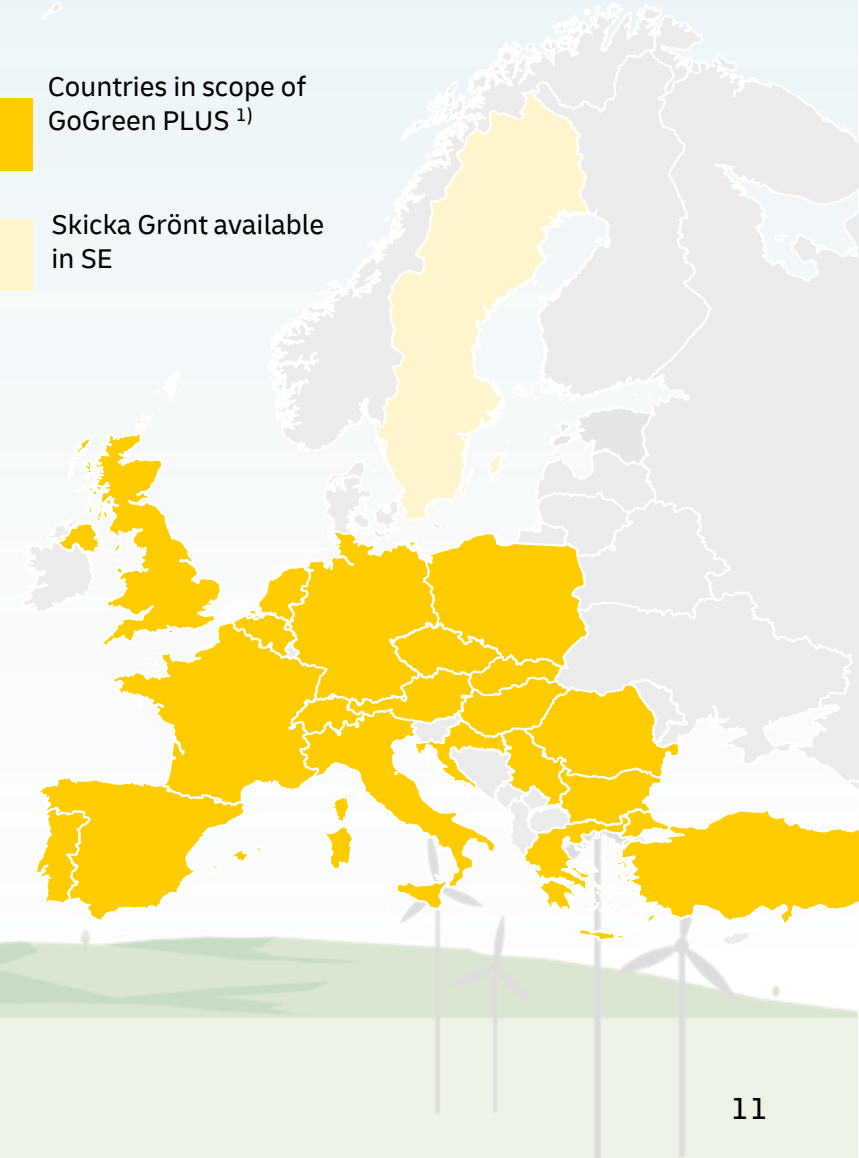 Countries in scope of
GoGreen PLUS ¹⁾
Skicka Grönt available
in SE
11